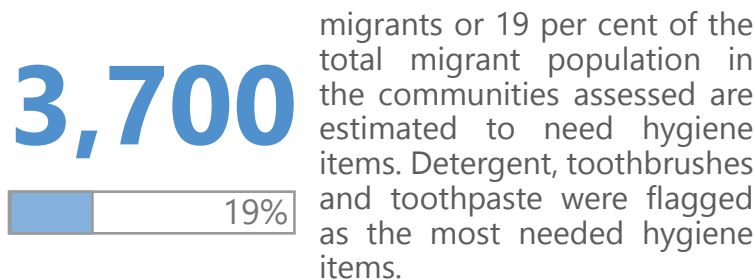 3,700
19%
migrants or 19 per cent of the
total migrant population in
the communities assessed are
estimated to need hygiene
items. Detergent, toothbrushes
and toothpaste were flagged
as the most needed hygiene
items.